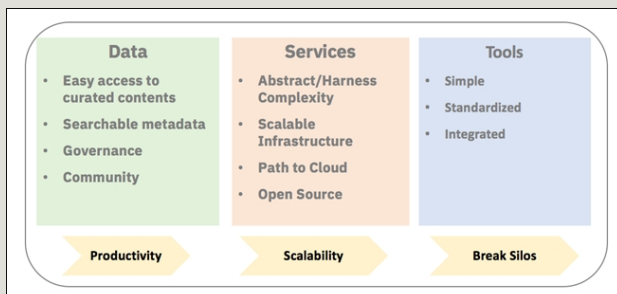 Data
• Easy access to
curated contents
• Searchable metadata
• Governance
• Community
Services
• Abstract/Harness
Complexity
• Scalable
Infrastructure
• Path to Cloud
• Open Source
Tools
• Simple
• Standardized
• Integrated
Productivity
Scalability
Break Silos